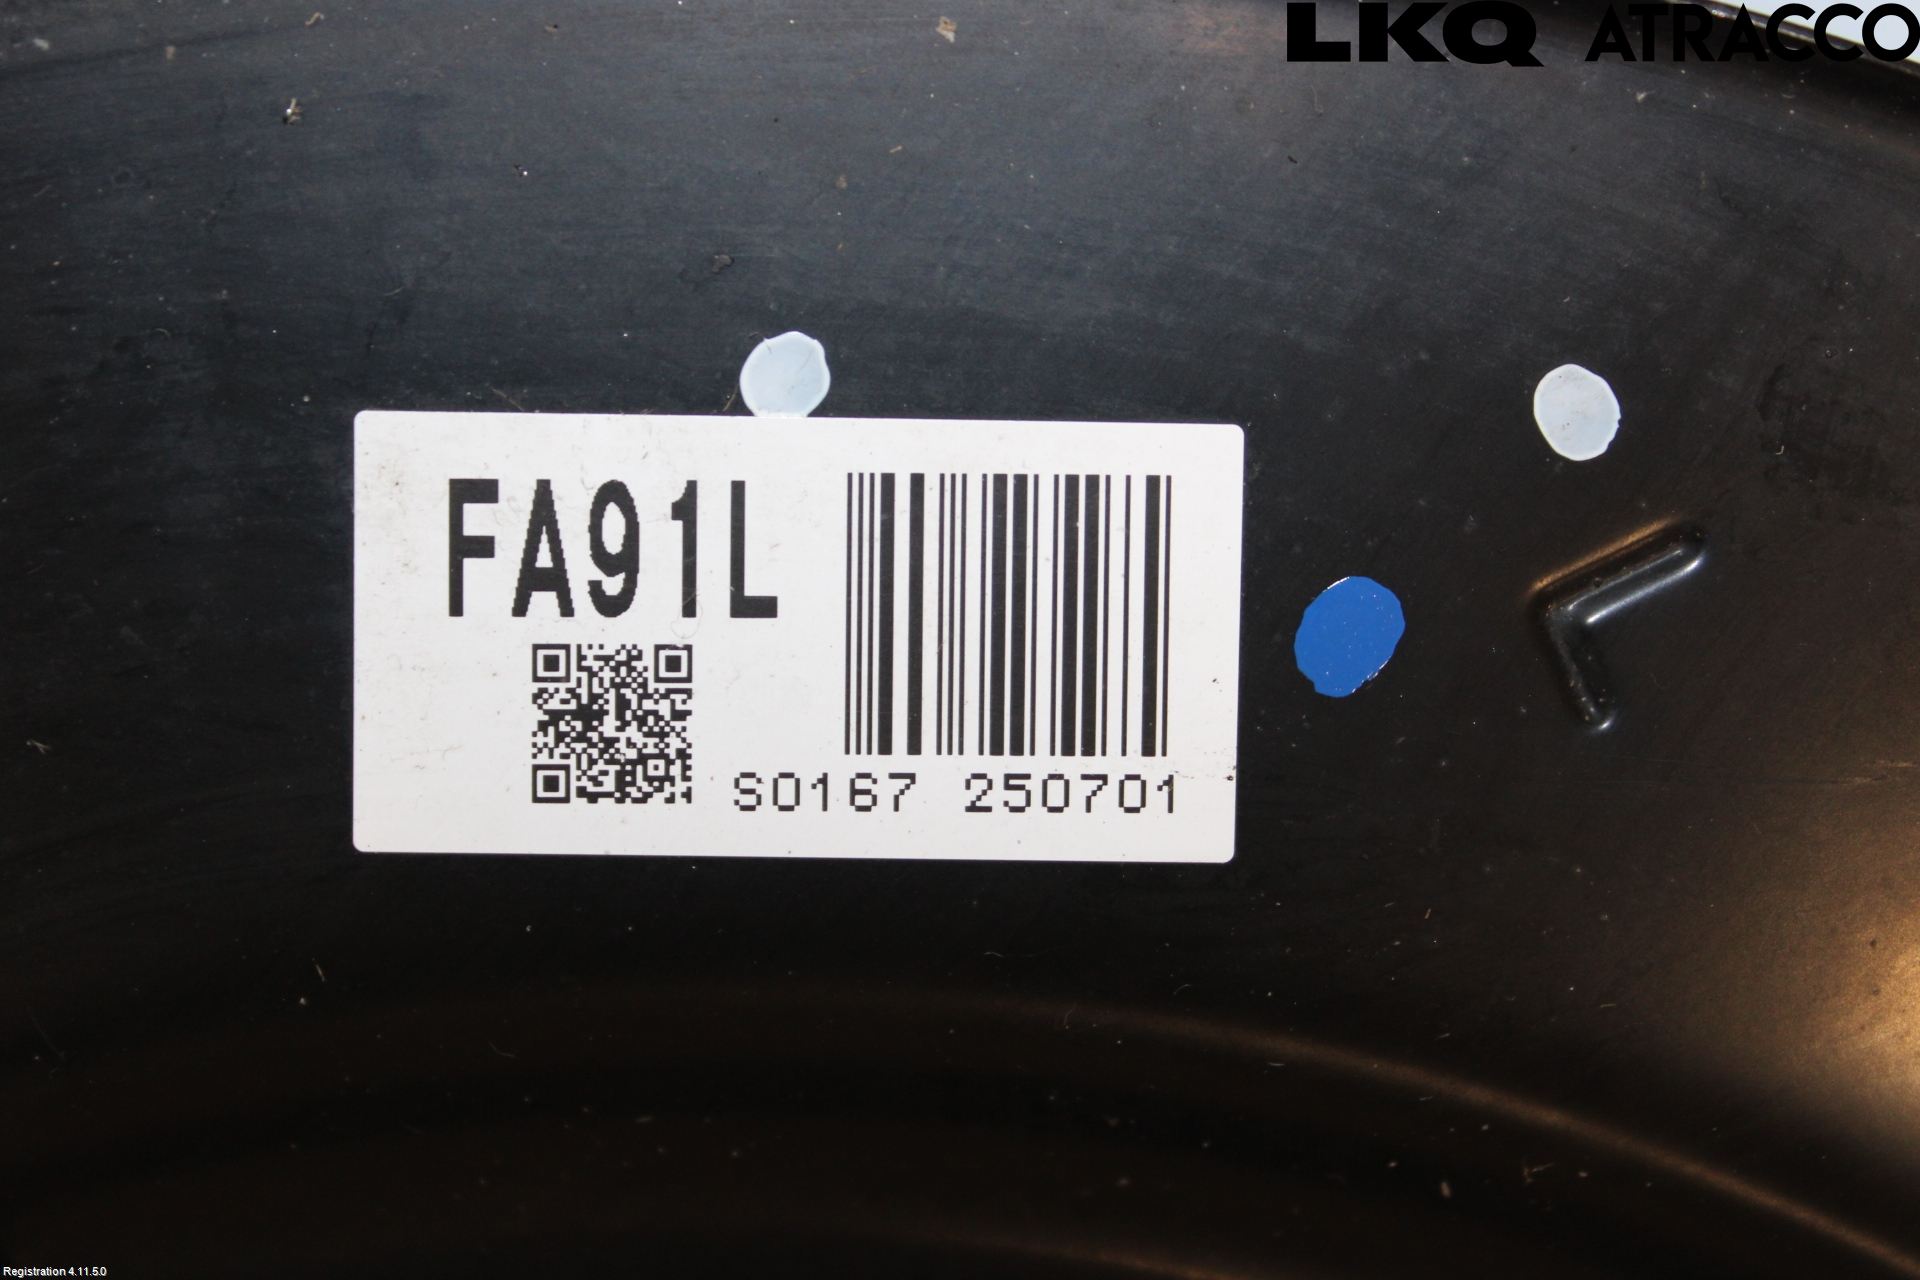 LKQ ATRACCO
FA91L
S0167 250701
Registration 4.11.5.0